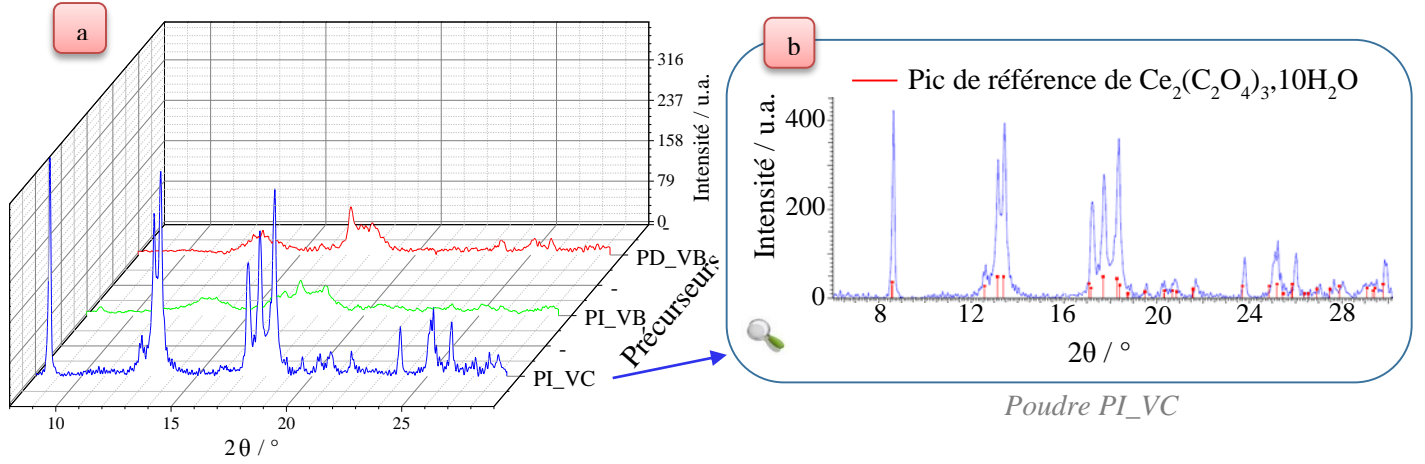 a
316
237
158
79
0
Intensité / u.a.
PD_VB
-
PI_VB
-
PI_VC
Précurseurs
10
15
20
25
2θ / °
b
Pic de référence de Ce₂(C₂O₄)₃,10H₂O
400
200
0
Intensité / u.a.
8
12
16
20
24
28
2θ / °
Poudre PI_VC